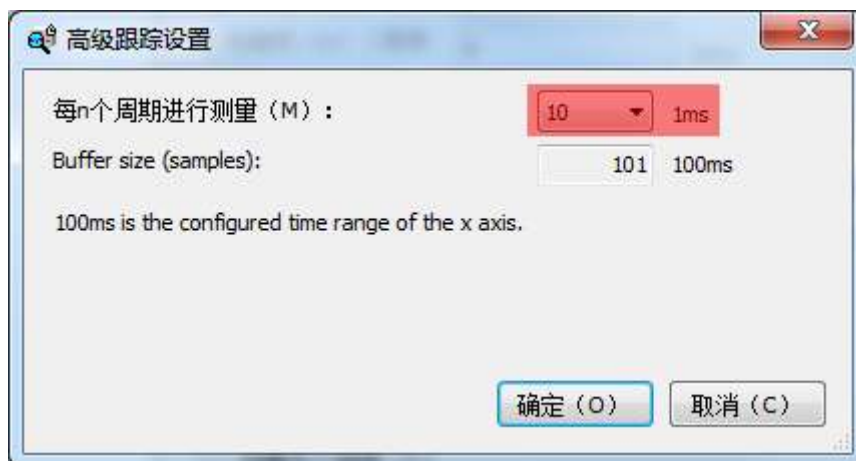 高级跟踪设置
每n个周期进行测量（M）: 10 1ms
Buffer size (samples): 101 100ms
100ms is the configured time range of the x axis.
确定（O） 取消（C）